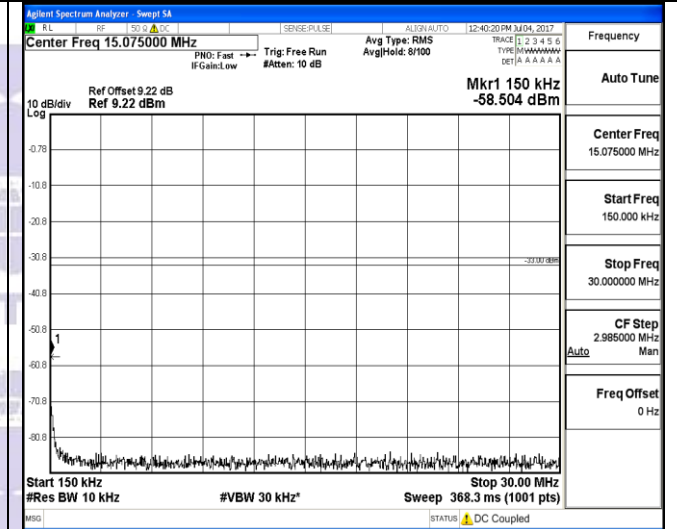 Agilent Spectrum Analyzer - Swept SA
RL RF 50 Ω DC SENSE:PULSE ALIGN AUTO 12:40:20 PM Jul 04, 2017
Center Freq 15.075000 MHz
PNO: Fast
IFGain:Low
Trig: Free Run
#Atten: 10 dB
Avg Type: RMS
Avg|Hold: 8/100
TRACE 1 2 3 4 5 6
TYPE MWWWWW
DET A A A A A A
Ref Offset 9.22 dB
10 dB/div Ref 9.22 dBm
Log
Mkr1 150 kHz
-58.504 dBm
-0.78
-10.8
-20.8
-30.8
-33.00 dBm
-40.8
-50.8
1
-60.8
-70.8
-80.8
Start 150 kHz
Stop 30.00 MHz
#Res BW 10 kHz
#VBW 30 kHz*
Sweep 368.3 ms (1001 pts)
MSG
STATUS DC Coupled
Frequency
Auto Tune
Center Freq
15.075000 MHz
Start Freq
150.000 kHz
Stop Freq
30.000000 MHz
CF Step
2.985000 MHz
Auto Man
Freq Offset
0 Hz